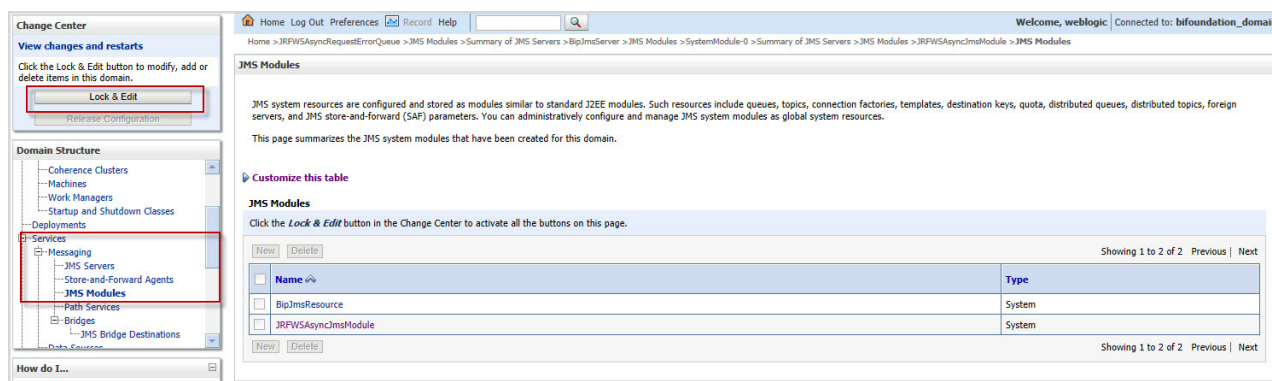 Change Center
View changes and restarts
Click the Lock & Edit button to modify, add or
delete items in this domain.
Lock & Edit
Release Configuration
Domain Structure
Coherence Clusters
Machines
Work Managers
Startup and Shutdown Classes
Deployments
Services
Messaging
JMS Servers
Store-and-Forward Agents
JMS Modules
Path Services
Bridges
JMS Bridge Destinations
Data Sources
How do I...
Home Log Out Preferences Record Help
Welcome, weblogic Connected to: bifoundation_domai
Home >JRFWSAsyncRequestErrorQueue >JMS Modules >Summary of JMS Servers >BipJmsServer >JMS Modules >SystemModule-0 >Summary of JMS Servers >JMS Modules >JRFWSAsyncJmsModule >JMS Modules
JMS Modules
JMS system resources are configured and stored as modules similar to standard J2EE modules. Such resources include queues, topics, connection factories, templates, destination keys, quota, distributed queues, distributed topics, foreign
servers, and JMS store-and-forward (SAF) parameters. You can administratively configure and manage JMS system modules as global system resources.
This page summarizes the JMS system modules that have been created for this domain.
Customize this table
JMS Modules
Click the Lock & Edit button in the Change Center to activate all the buttons on this page.
New Delete Showing 1 to 2 of 2 Previous | Next
Name Type
BipJmsResource System
JRFWSAsyncJmsModule System
New Delete Showing 1 to 2 of 2 Previous | Next